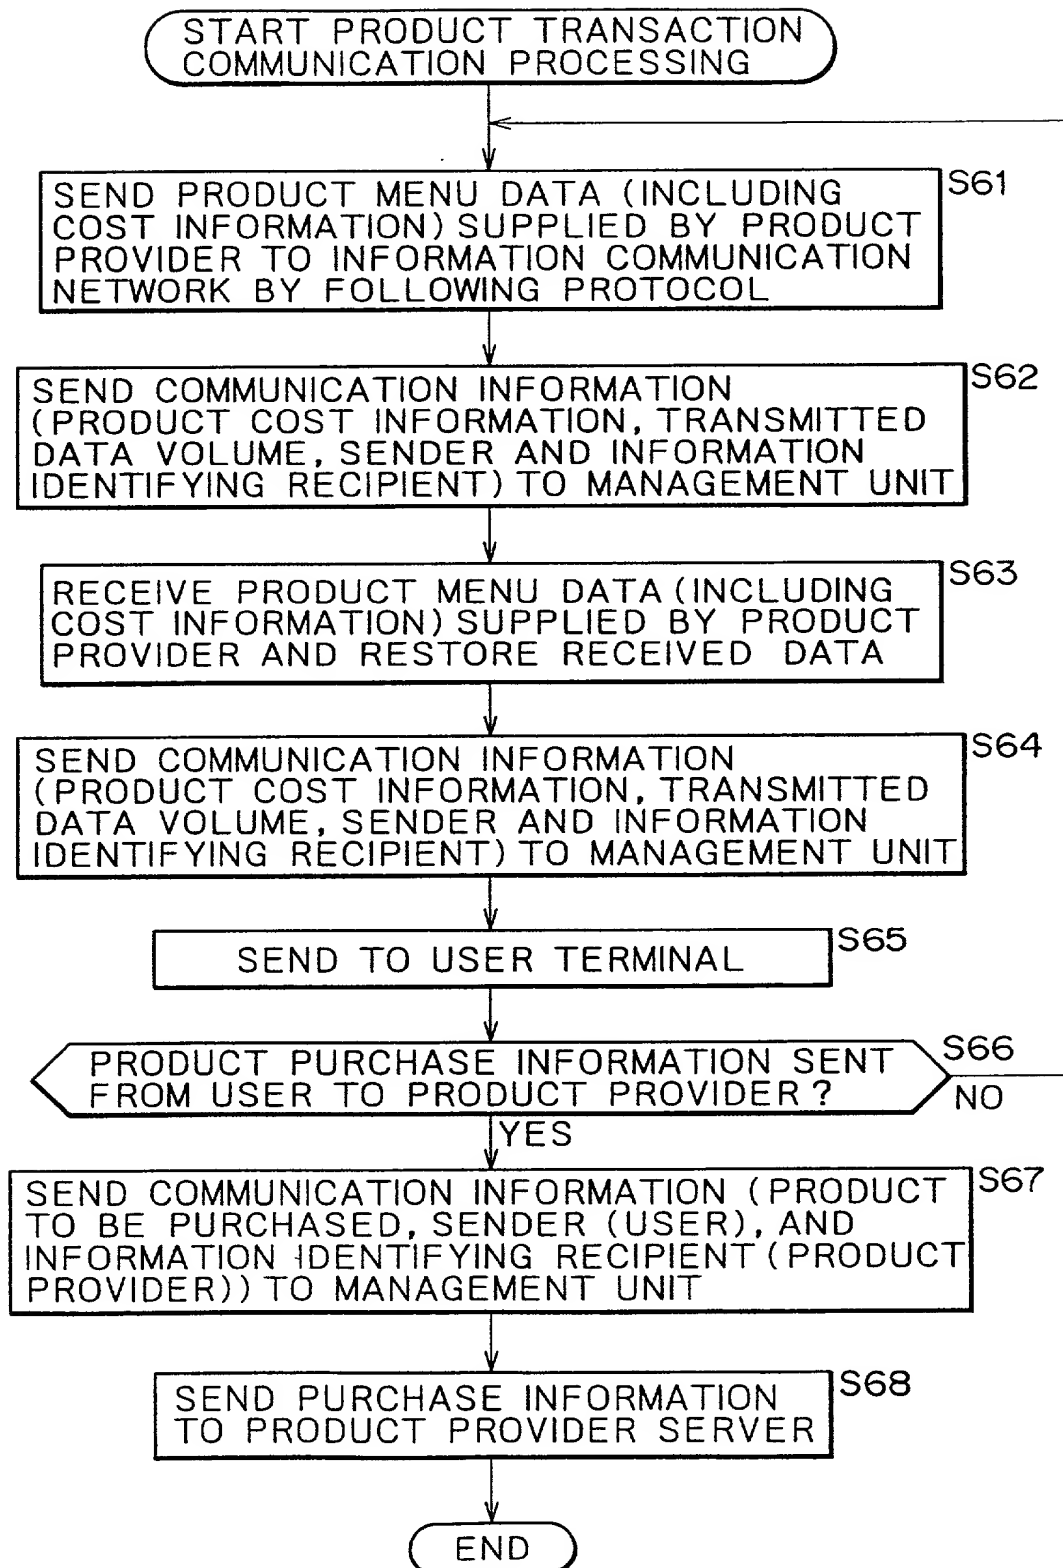 START PRODUCT TRANSACTION
COMMUNICATION PROCESSING
S61
SEND PRODUCT MENU DATA (INCLUDING
COST INFORMATION) SUPPLIED BY PRODUCT
PROVIDER TO INFORMATION COMMUNICATION
NETWORK BY FOLLOWING PROTOCOL
S62
SEND COMMUNICATION INFORMATION
(PRODUCT COST INFORMATION, TRANSMITTED
DATA VOLUME, SENDER AND INFORMATION
IDENTIFYING RECIPIENT) TO MANAGEMENT UNIT
S63
RECEIVE PRODUCT MENU DATA (INCLUDING
COST INFORMATION) SUPPLIED BY PRODUCT
PROVIDER AND RESTORE RECEIVED DATA
S64
SEND COMMUNICATION INFORMATION
(PRODUCT COST INFORMATION, TRANSMITTED
DATA VOLUME, SENDER AND INFORMATION
IDENTIFYING RECIPIENT) TO MANAGEMENT UNIT
S65
SEND TO USER TERMINAL
S66
PRODUCT PURCHASE INFORMATION SENT
FROM USER TO PRODUCT PROVIDER?
NO
YES
S67
SEND COMMUNICATION INFORMATION (PRODUCT
TO BE PURCHASED, SENDER (USER), AND
INFORMATION IDENTIFYING RECIPIENT (PRODUCT
PROVIDER)) TO MANAGEMENT UNIT
S68
SEND PURCHASE INFORMATION
TO PRODUCT PROVIDER SERVER
END